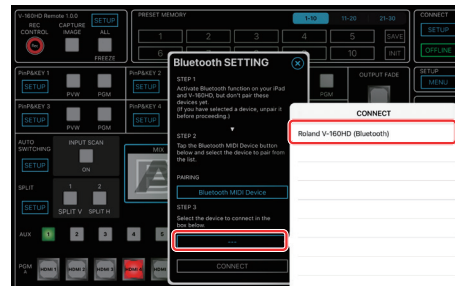 V-160HD Remote 1.0.0
SETUP
PRESET MEMORY
1-10
11-20
21-30
CONNECT
SETUP
REC CONTROL
CAPTURE IMAGE
ALL
Rec
FREEZE
1
2
3
4
5
SAVE
6
10
INIT
OFFLINE
PinP&KEY 1
SETUP
PVW
PGM
PinP&KEY 2
SETUP
PGM
OUTPUT FADE
SETUP
MENU
PinP&KEY 3
SETUP
PVW
PGM
PinP&KEY 4
SETUP
AUTO SWITCHING
SETUP
INPUT SCAN
ON
MIX
SPLIT
SETUP
1
2
SPLIT V
SPLIT H
AUX
1
2
3
4
5
PGM
A
HDMI 1
HDMI 2
HDMI 3
HDMI 4
HDMI 5
Bluetooth SETTING
STEP 1
Activate Bluetooth function on your iPad
and V-160HD, but don't pair these
devices yet.
(If you have selected a device, unpair it
before proceeding.)
▼
STEP 2
Tap the Bluetooth MIDI Device button
below and select the device to pair from
the list.
PAIRING
Bluetooth MIDI Device
STEP 3
Select the device to connect in the
box below.
----
CONNECT
CONNECT
Roland V-160HD (Bluetooth)